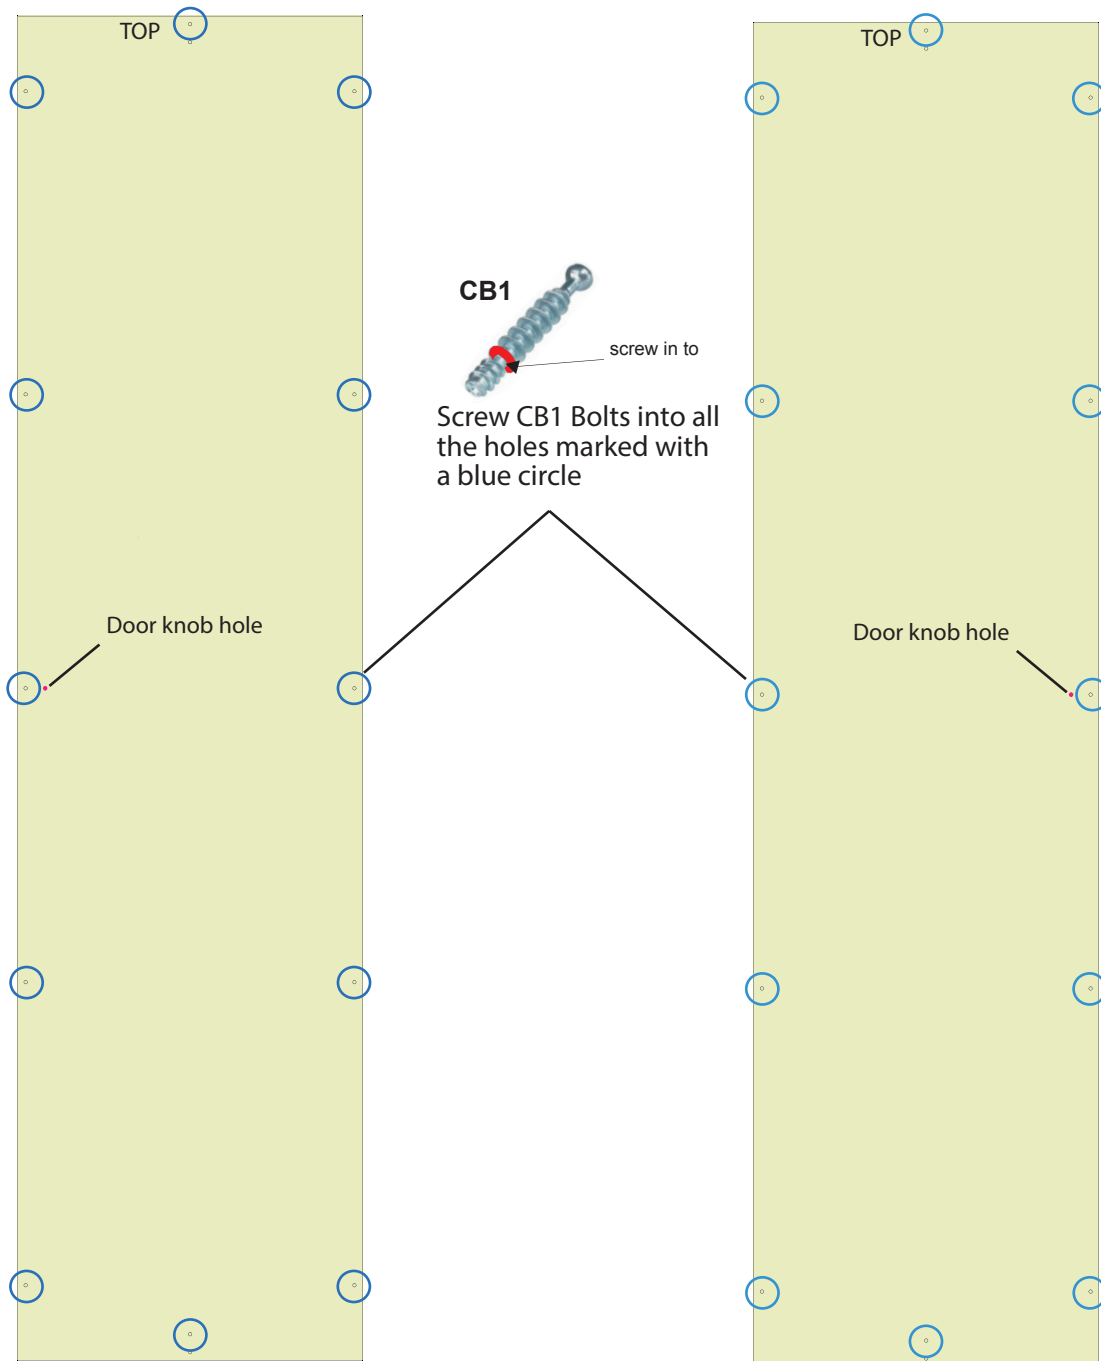 TOP
TOP
CB1
screw in to
Screw CB1 Bolts into all
the holes marked with
a blue circle
Door knob hole
Door knob hole